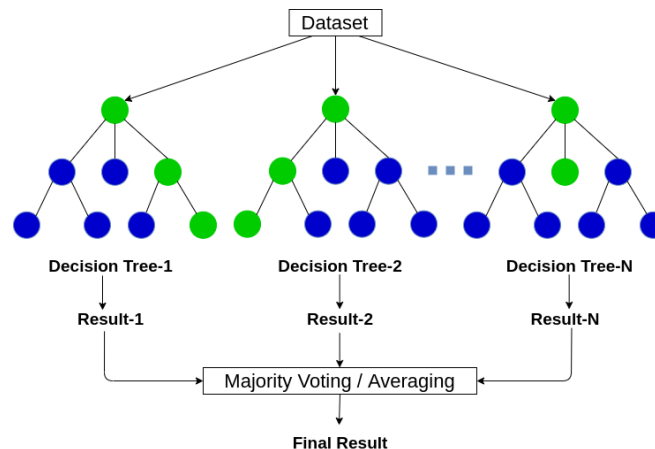 Dataset
Decision Tree-1
Decision Tree-2
Decision Tree-N
Result-1
Result-2
Result-N
Majority Voting / Averaging
Final Result